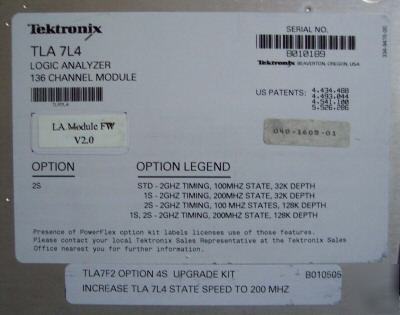 Tektronix
TLA 7L4
LOGIC ANALYZER
136 CHANNEL MODULE
TLA7L4
SERIAL NO.
B010189
Tektronix BEAVERTON, OREGON, USA
US PATENTS: 4,434,488
4,493,044
4,541,100
5,526,286
LA Module FW
V2.0
040-1609-01
OPTION
2S
OPTION LEGEND
STD - 2GHZ TIMING, 100MHZ STATE, 32K DEPTH
1S - 2GHZ TIMING, 200MHZ STATE, 32K DEPTH
2S - 2GHZ TIMING, 100 MHZ STATE, 128K DEPTH
1S, 2S - 2GHZ TIMING, 200MHZ STATE, 128K DEPTH
Presence of PowerFlex option kit labels licenses use of those features.
Please contact your local Tektronix Sales Representative at the Tektronix Sales
Office nearest you for further information.
TLA7F2 OPTION 4S UPGRADE KIT B010505
INCREASE TLA 7L4 STATE SPEED TO 200 MHZ